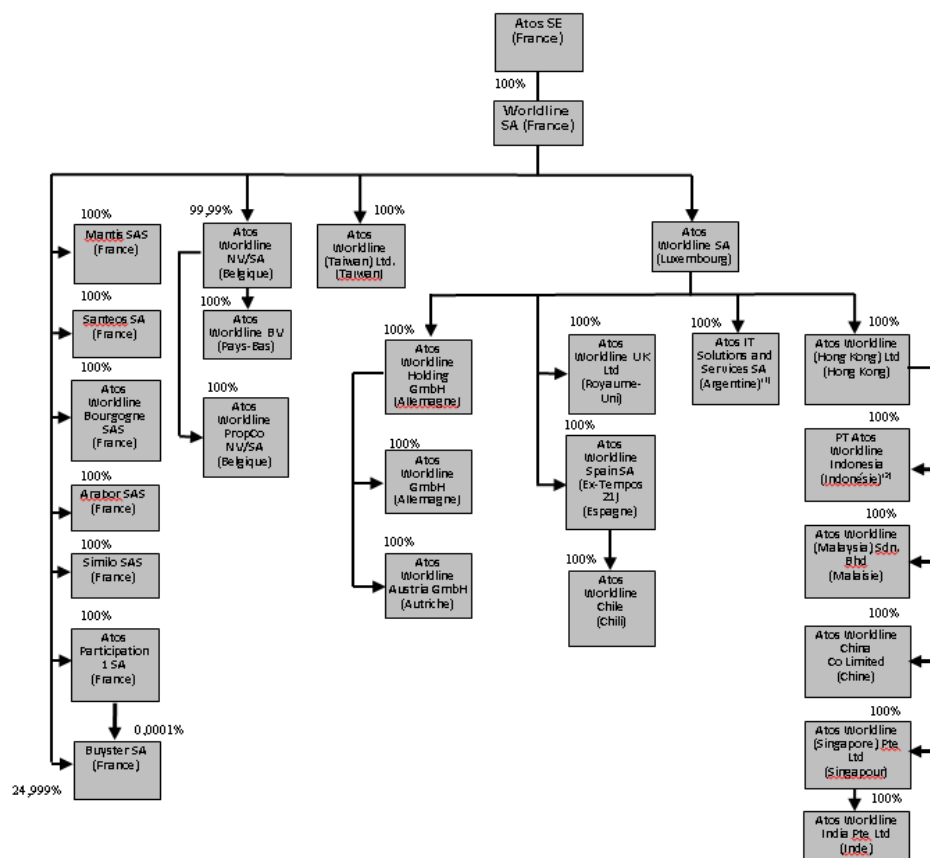 Atos SE
(France)
100%
Worldline
SA (France)
100%
Mantis SAS
(France)
100%
Santeos SA
(France)
100%
Atos
Worldline
Bourgogne
SAS
(France)
100%
Arabor SAS
(France)
100%
Similo SAS
(France)
100%
Atos
Participation
1 SA
(France)
0,0001%
Buyster SA
(France)
24,999%
99,99%
Atos
Worldline
NV/SA
(Belgique)
100%
Atos
Worldline BV
(Pays-Bas)
100%
Atos
Worldline
PropCo
NV/SA
(Belgique)
100%
Atos
Worldline
(Taiwan) Ltd.
(Taiwan)
Atos
Worldline SA
(Luxembourg)
100%
Atos
Worldline
Holding
GmbH
(Allemagne)
100%
Atos
Worldline
GmbH
(Allemagne)
100%
Atos
Worldline
Austria GmbH
(Autriche)
100%
Atos
Worldline UK
Ltd
(Royaume-
Uni)
100%
Atos
Worldline
Spain SA
(Ex-Tempos
21)
(Espagne)
100%
Atos
Worldline
Chile
(Chili)
100%
Atos IT
Solutions and
Services SA
(Argentine)⁽¹⁾
100%
Atos Worldline
(Hong Kong) Ltd
(Hong Kong)
100%
PT Atos
Worldline
Indonesia
(Indonésie)⁽²⁾
100%
Atos Worldline
(Malaysia) Sdn.
Bhd
(Malaisie)
100%
Atos Worldline
China
Co Limited
(Chine)
100%
Atos Worldline
(Singapore) Pte
Ltd
(Singapour)
100%
Atos Worldline
India Pte Ltd
(Inde)